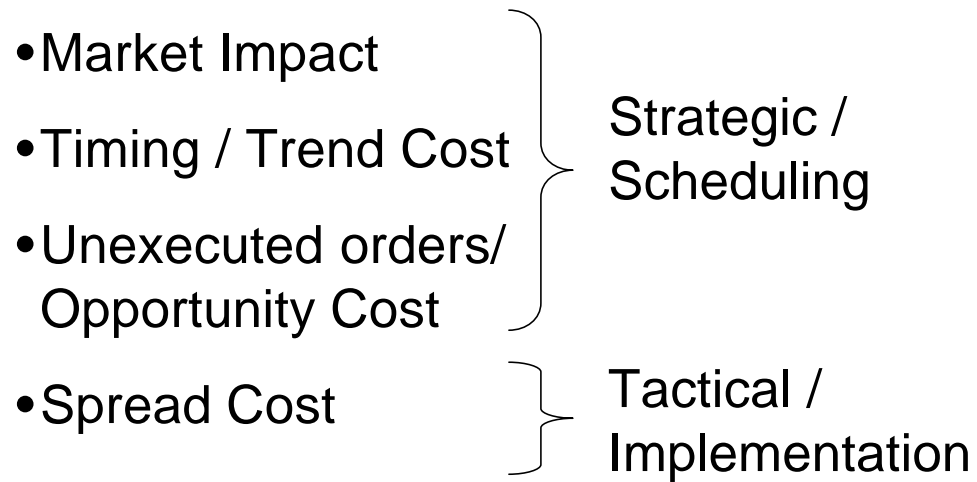 •Market Impact
•Timing / Trend Cost
•Unexecuted orders/
Opportunity Cost
Strategic /
Scheduling
•Spread Cost
Tactical /
Implementation